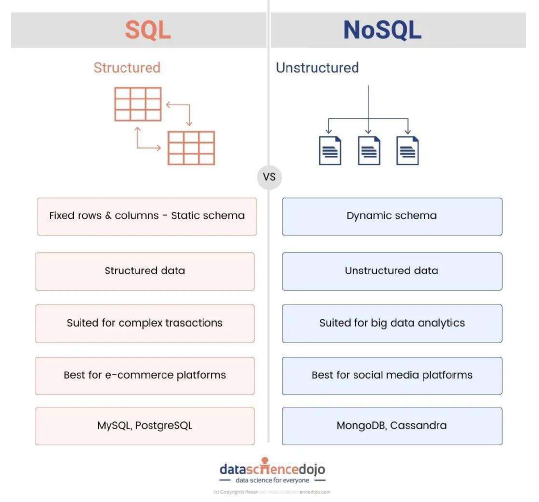 SQL
NoSQL
Structured
Unstructured
VS
Fixed rows & columns - Static schema
Dynamic schema
Structured data
Unstructured data
Suited for complex trasactions
Suited for big data analytics
Best for e-commerce platforms
Best for social media platforms
MySQL, PostgreSQL
MongoDB, Cassandra
datasciencedojo
data science for everyone